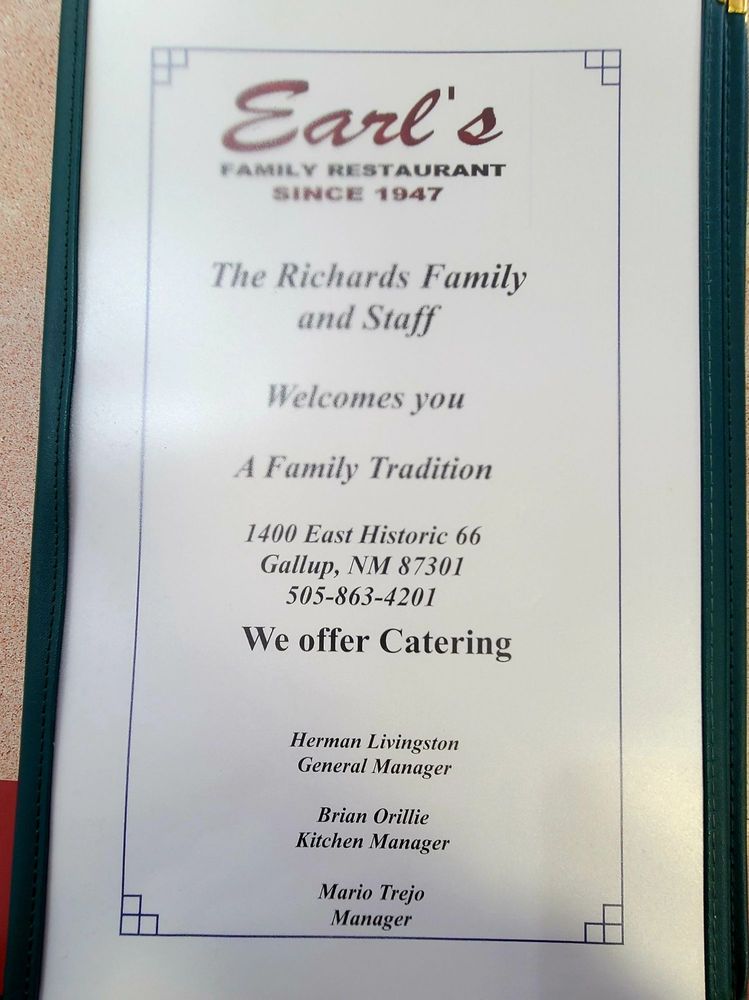 Earl's
FAMILY RESTAURANT
SINCE 1947
The Richards Family
and Staff
Welcomes you
A Family Tradition
1400 East Historic 66
Gallup, NM 87301
505-863-4201
We offer Catering
Herman Livingston
General Manager
Brian Orillie
Kitchen Manager
Mario Trejo
Manager